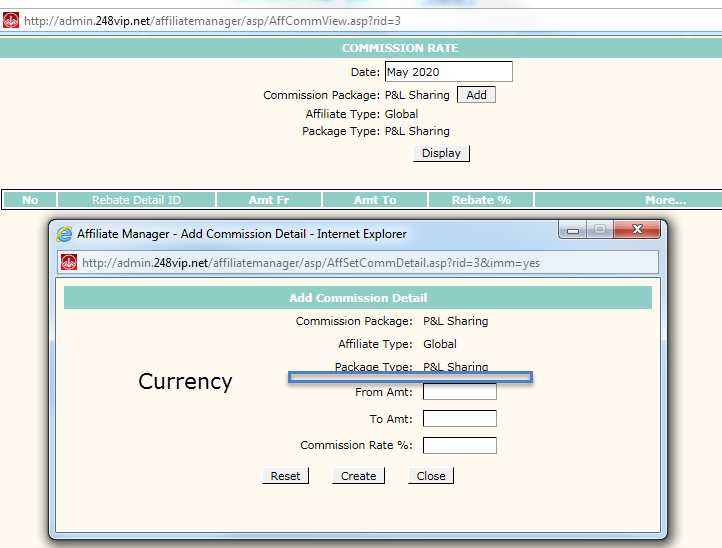 http://admin.248vip.net/affiliatemanager/asp/AffCommView.asp?rid=3
COMMISSION RATE
Date: May 2020
Commission Package: P&L Sharing Add
Affiliate Type: Global
Package Type: P&L Sharing
Display
No Rebate Detail ID Amt Fr Amt To Rebate % More...
Affiliate Manager - Add Commission Detail - Internet Explorer
http://admin.248vip.net/affiliatemanager/asp/AffSetCommDetail.asp?rid=3&imm=yes
Add Commission Detail
Commission Package: P&L Sharing
Affiliate Type: Global
Package Type: P&L Sharing
Currency
From Amt:
To Amt:
Commission Rate %:
Reset Create Close